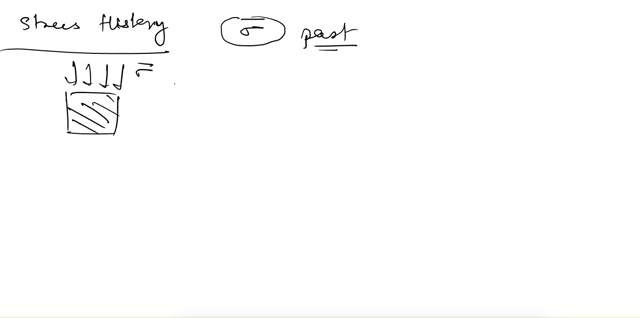 Stress History
σ̄ past
σ̄